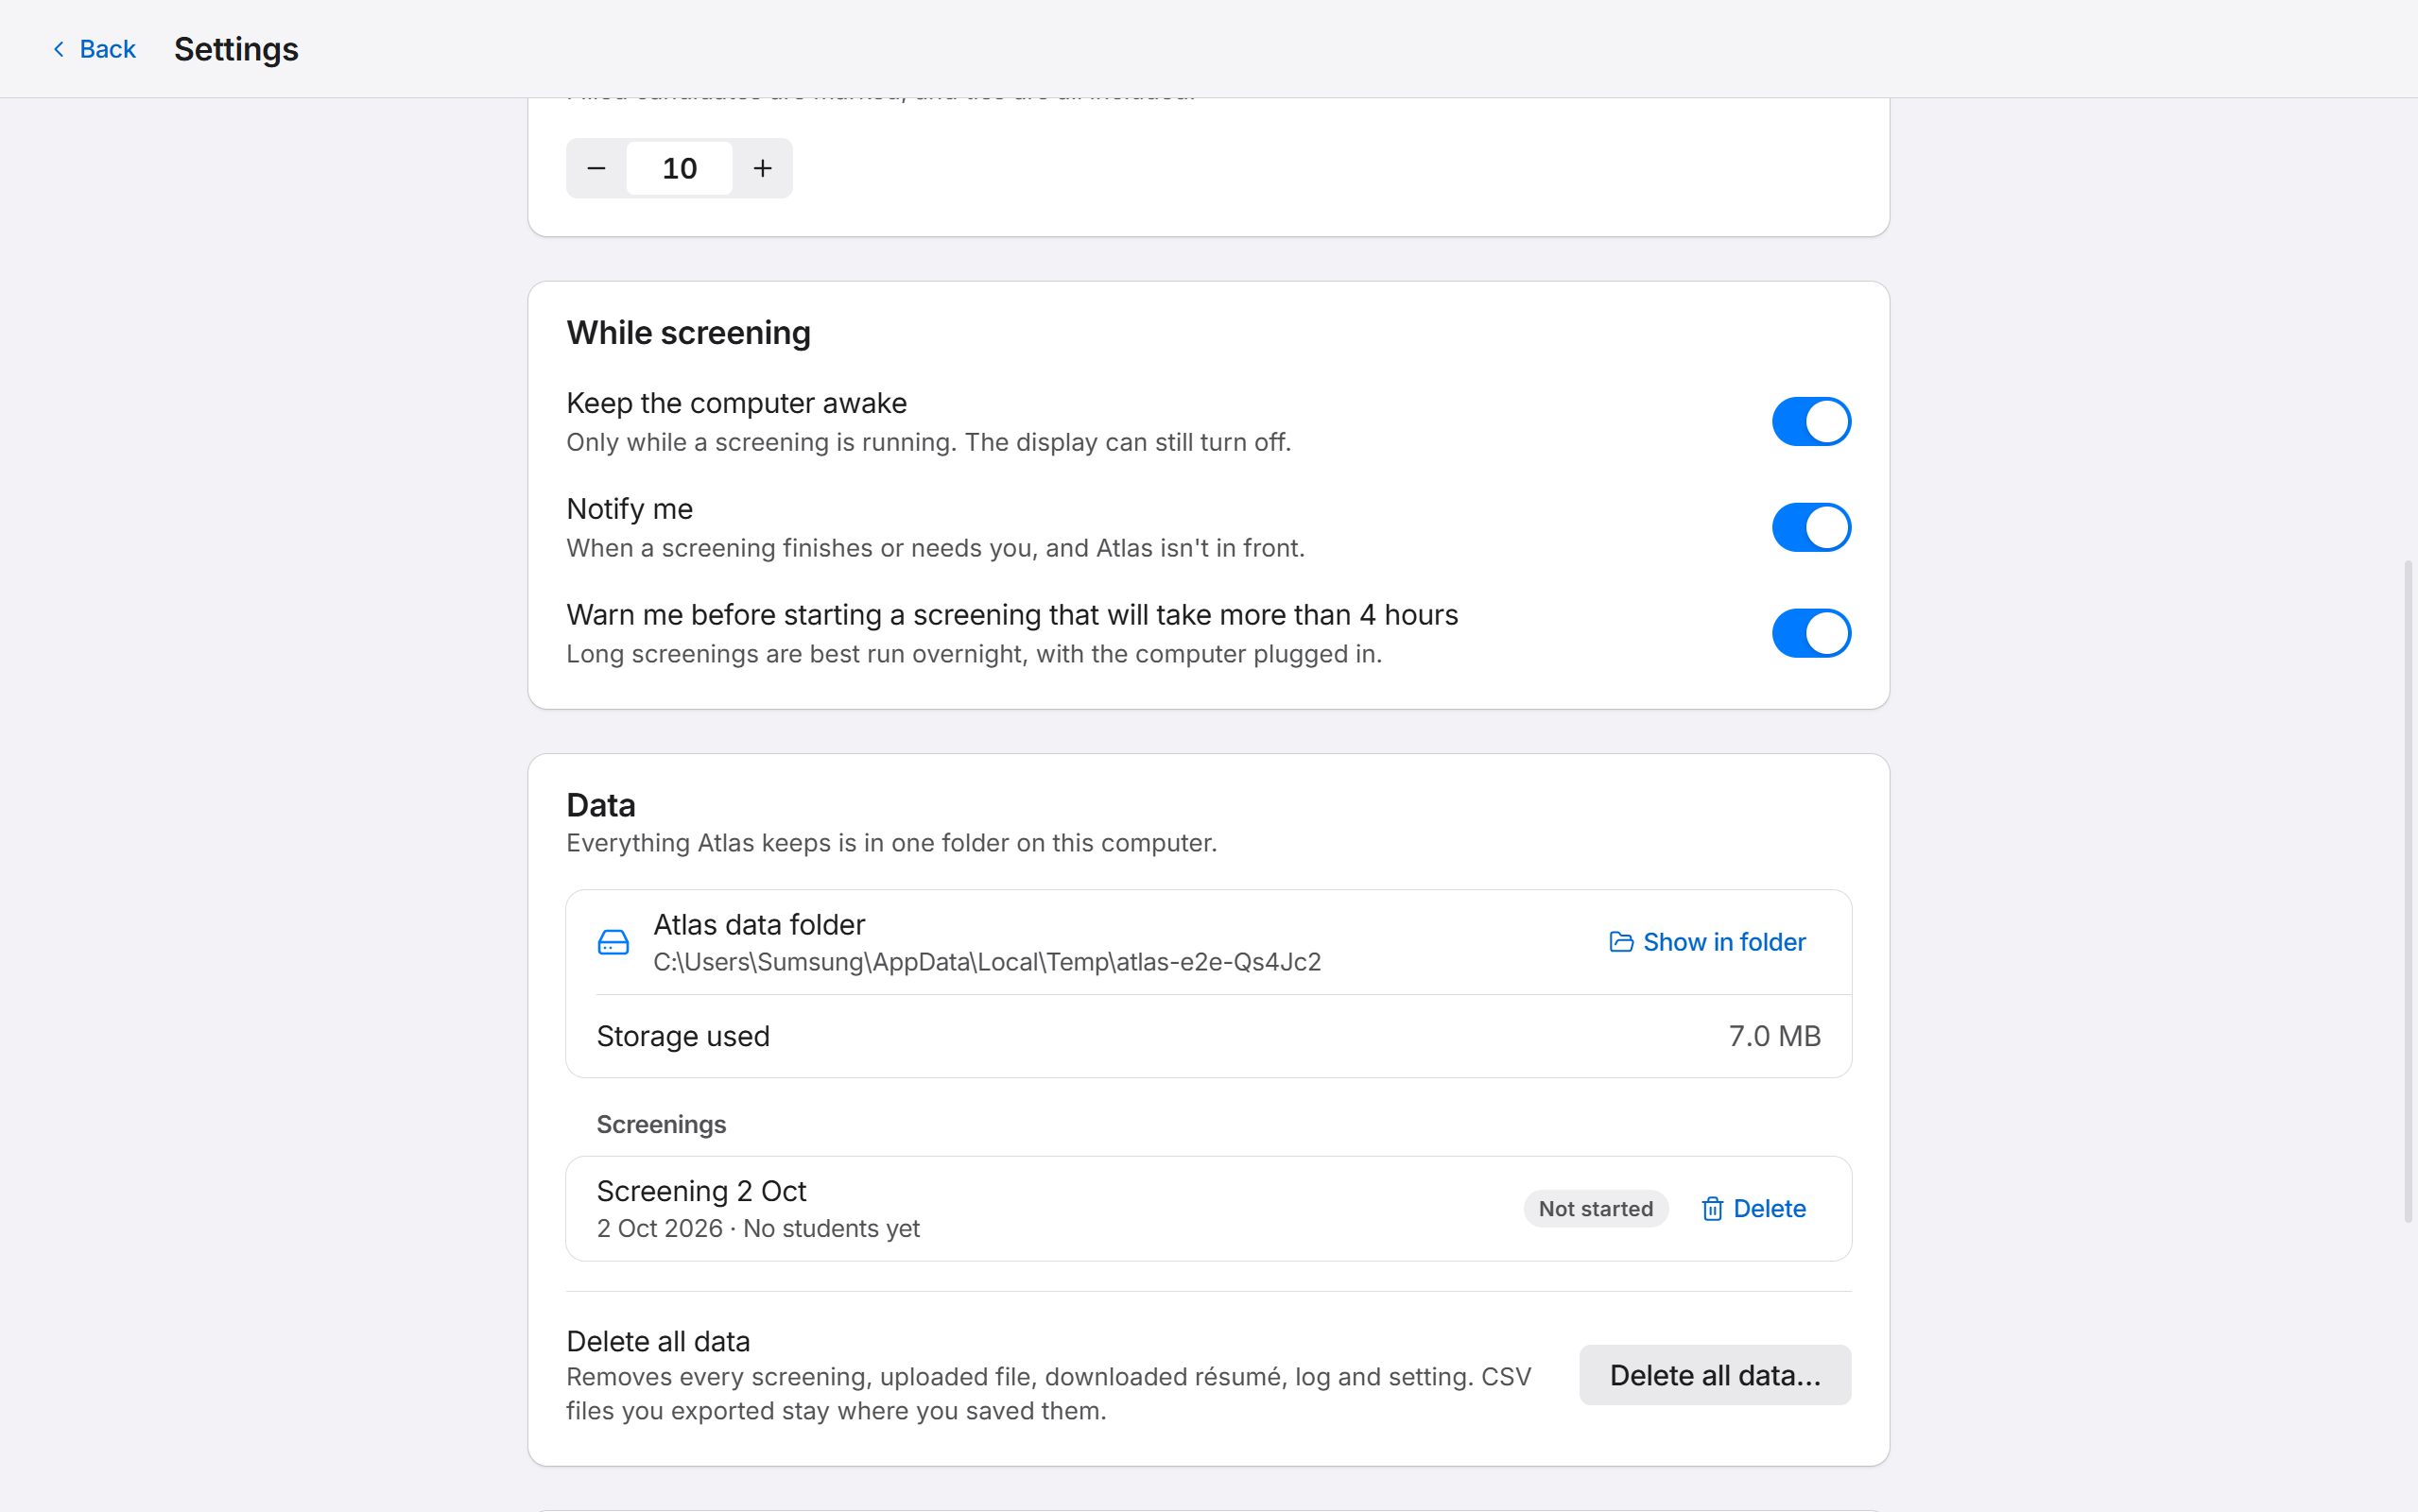 Back
Settings
10
While screening
Keep the computer awake
Only while a screening is running. The display can still turn off.
Notify me
When a screening finishes or needs you, and Atlas isn't in front.
Warn me before starting a screening that will take more than 4 hours
Long screenings are best run overnight, with the computer plugged in.
Data
Everything Atlas keeps is in one folder on this computer.
Atlas data folder
C:\Users\Sumsung\AppData\Local\Temp\atlas-e2e-Qs4Jc2
Show in folder
Storage used
7.0 MB
Screenings
Screening 2 Oct
2 Oct 2026 · No students yet
Not started
Delete
Delete all data
Removes every screening, uploaded file, downloaded résumé, log and setting. CSV
files you exported stay where you saved them.
Delete all data...